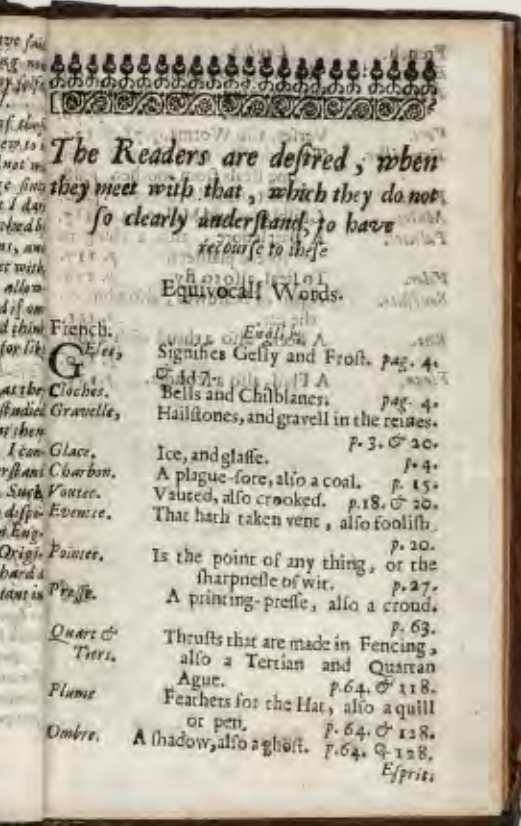 The Readers are deſired, when
they meet with that, which they do not
ſo clearly underſtand, to have
recourſe to theſe
Equivocall Words.
French. Engliſh.
GElee, Signifies Gelly and Froſt. pag. 4.
Cloches. Bells and Chilblanes. pag. 4.
Gravelle, Hailſtones, and gravell in the reines.
p. 3. & 20.
Glace. Ice, and glaſſe. p. 4.
Charbon. A plague-ſore, alſo a coal. p. 15.
Voutee. Vauted, alſo crooked. p. 18. & 20.
Eventee. That hath taken vent, alſo fooliſh.
p. 20.
Pointee. Is the point of any thing, or the
ſharpneſſe of wit. p. 27.
Preſſe. A printing-preſſe, alſo a croud.
p. 63.
Quart & Thruſts that are made in Fencing,
Tiers. alſo a Tertian and Quartan
Ague. p. 64. & 118.
Plume Feathers for the Hat, alſo a quill
or pen. p. 64. & 128.
Ombre. A ſhadow, alſo a ghoſt. p. 64. & 128.
Eſprit;